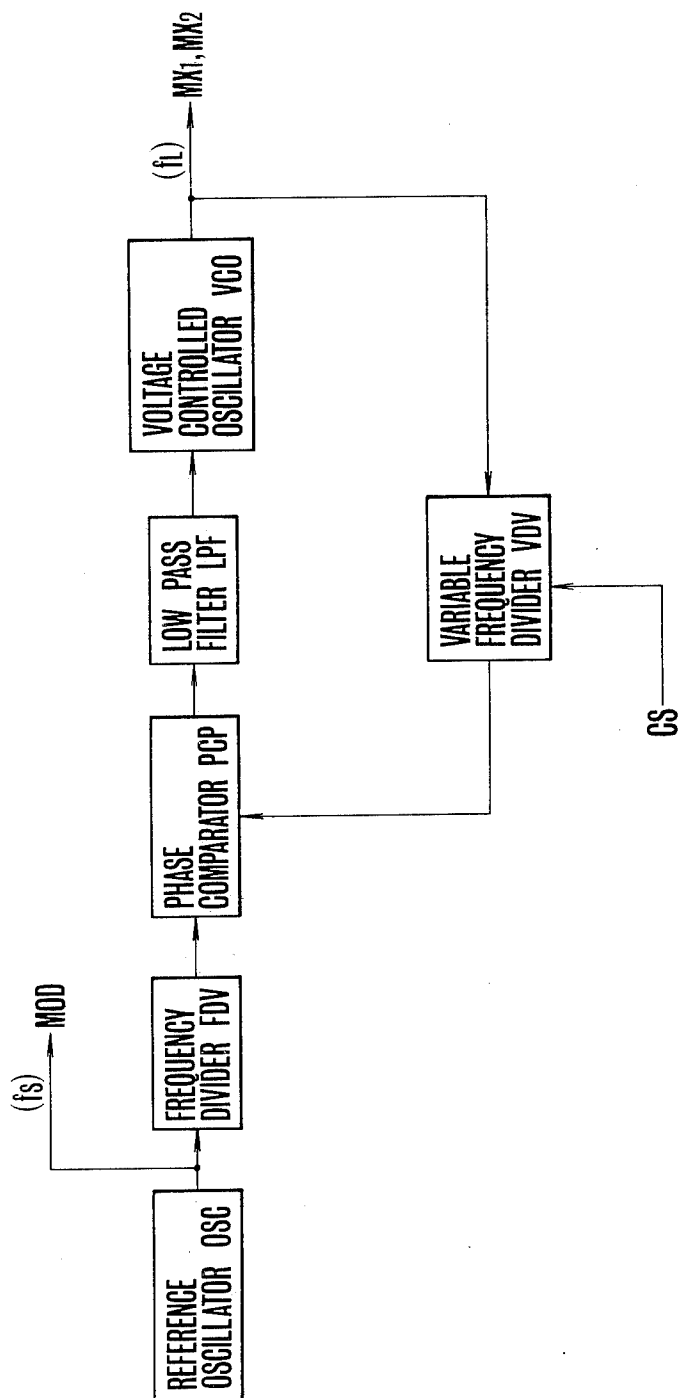 REFERENCE
OSCILLATOR OSC
(fs)
MOD
FREQUENCY
DIVIDER FDV
PHASE
COMPARATOR PCP
LOW PASS
FILTER LPF
VOLTAGE
CONTROLLED
OSCILLATOR VCO
(fL)
MX1, MX2
VARIABLE
FREQUENCY
DIVIDER VDV
CS